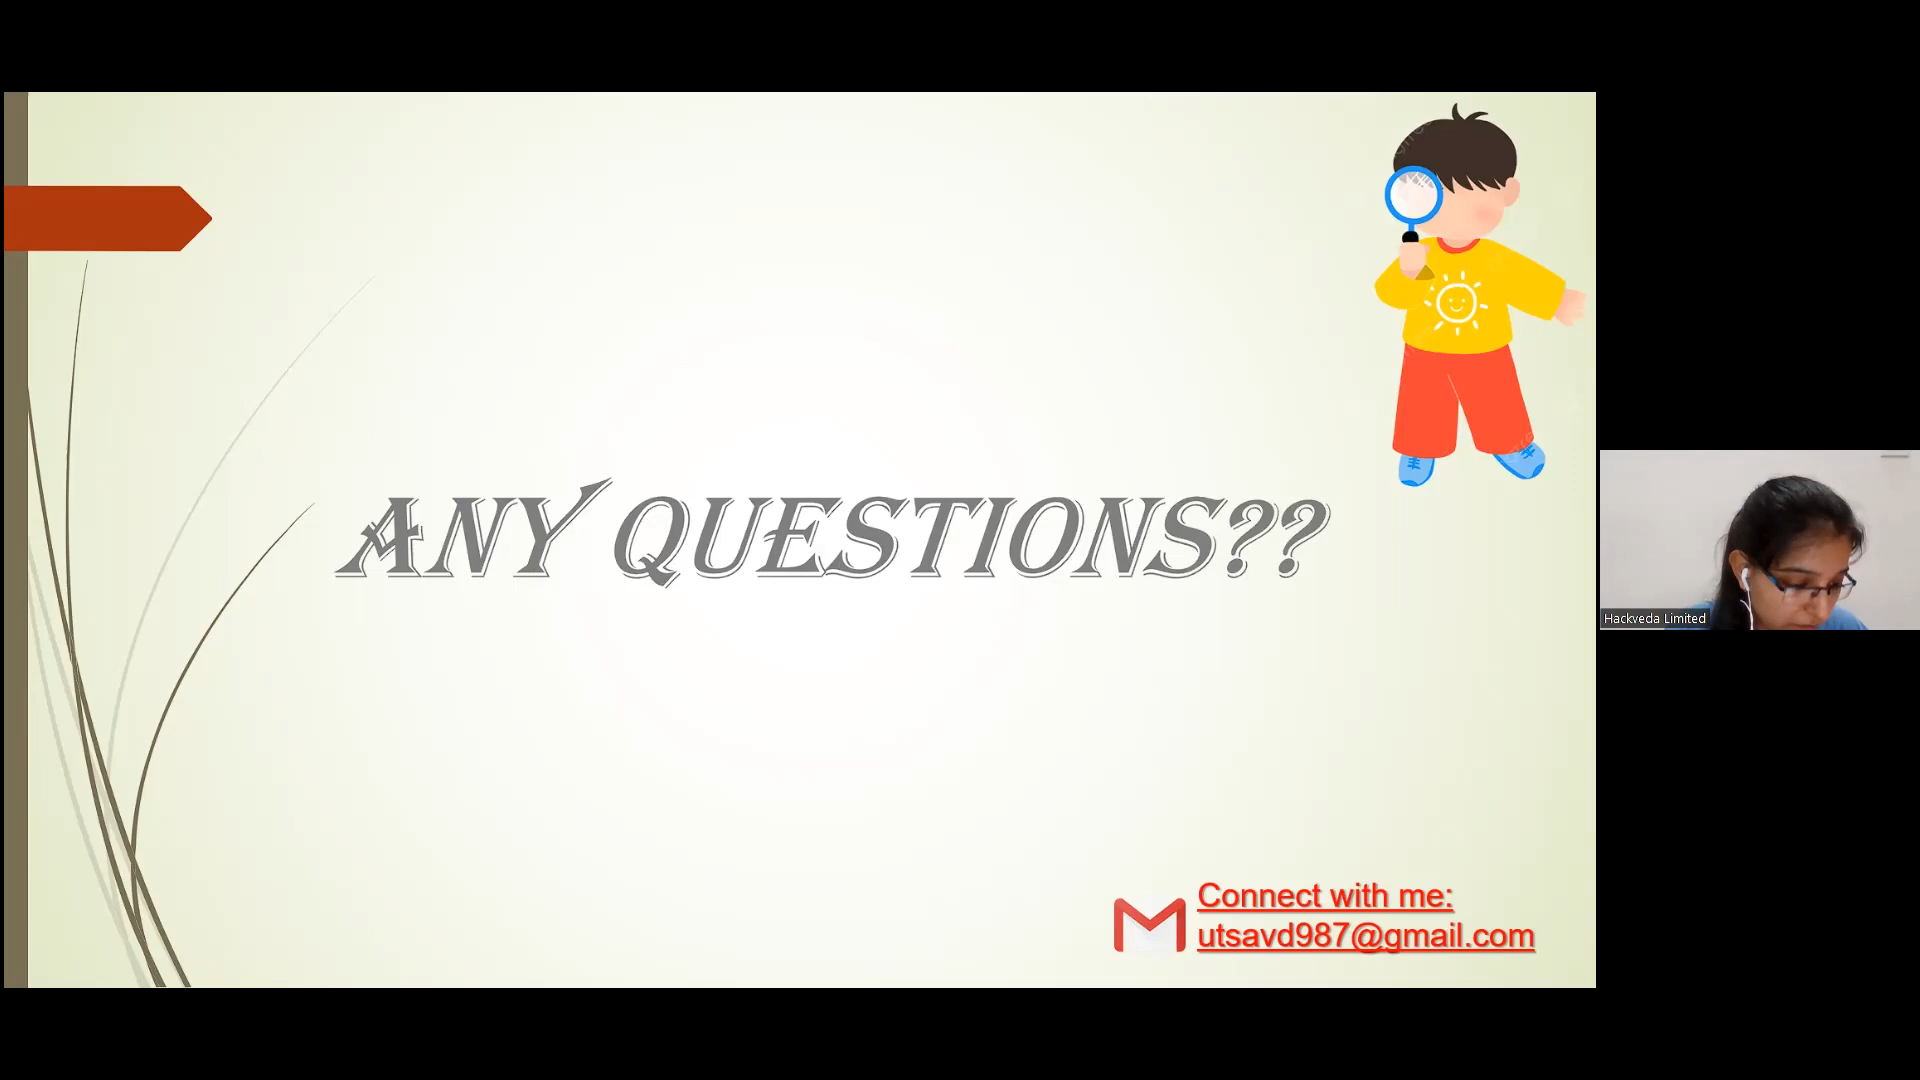 ANY QUESTIONS??
Hackveda Limited
Connect with me:
utsavd987@gmail.com